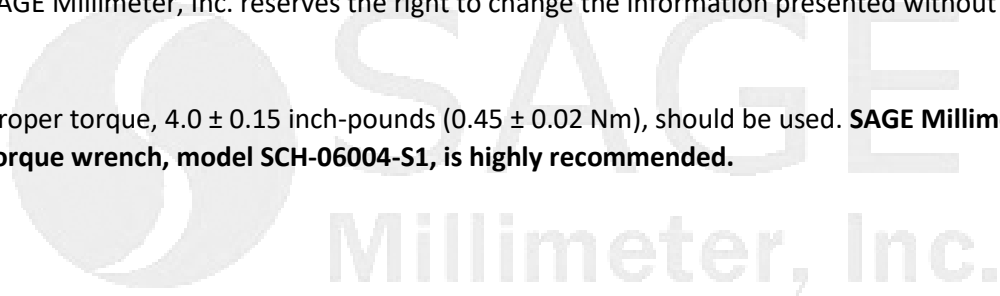 AGE Millimeter, Inc. reserves the right to change the information presented without
SAGE
roper torque, 4.0 ± 0.15 inch-pounds (0.45 ± 0.02 Nm), should be used. SAGE Millim
orque wrench, model SCH-06004-S1, is highly recommended.
Millimeter, Inc.